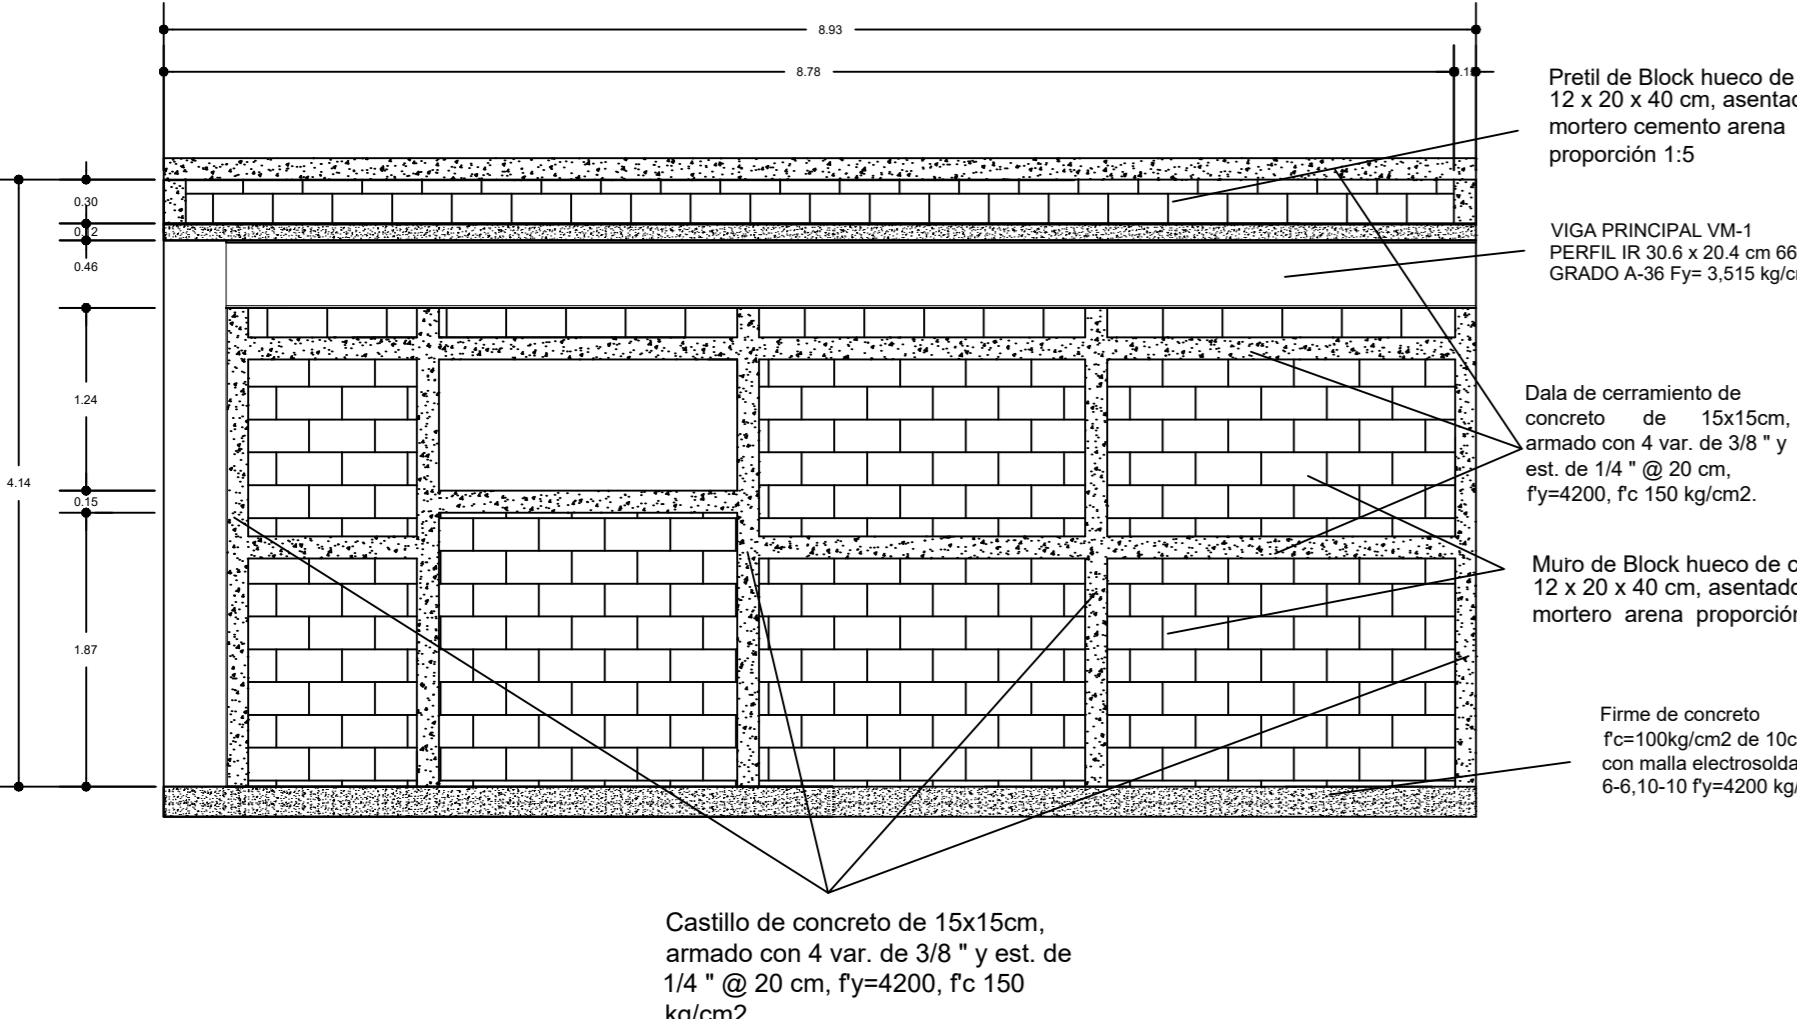 8.93
8.78
Pretil de Block hueco de
12 x 20 x 40 cm, asentad
mortero cemento arena
proporción 1:5
0.30
0.12
0.46
VIGA PRINCIPAL VM-1
PERFIL IR 30.6 x 20.4 cm 66
GRADO A-36 Fy= 3,515 kg/c
1.24
Dala de cerramiento de
concreto de 15x15cm,
armado con 4 var. de 3/8 " y
est. de 1/4 " @ 20 cm,
f'y=4200, f'c 150 kg/cm2.
4.14
0.15
Muro de Block hueco de c
12 x 20 x 40 cm, asentado
mortero arena proporción
1.87
Firme de concreto
f'c=100kg/cm2 de 10c
con malla electrosolda
6-6,10-10 f'y=4200 kg/
Castillo de concreto de 15x15cm,
armado con 4 var. de 3/8 " y est. de
1/4 " @ 20 cm, f'y=4200, f'c 150
kg/cm2